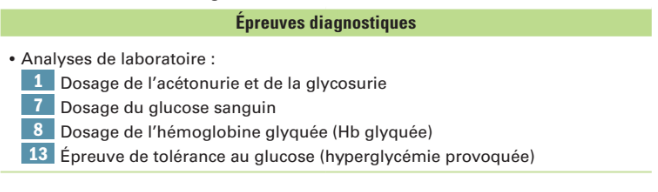 Épreuves diagnostiques
• Analyses de laboratoire :
1 Dosage de l'acétonurie et de la glycosurie
7 Dosage du glucose sanguin
8 Dosage de l'hémoglobine glyquée (Hb glyquée)
13 Épreuve de tolérance au glucose (hyperglycémie provoquée)